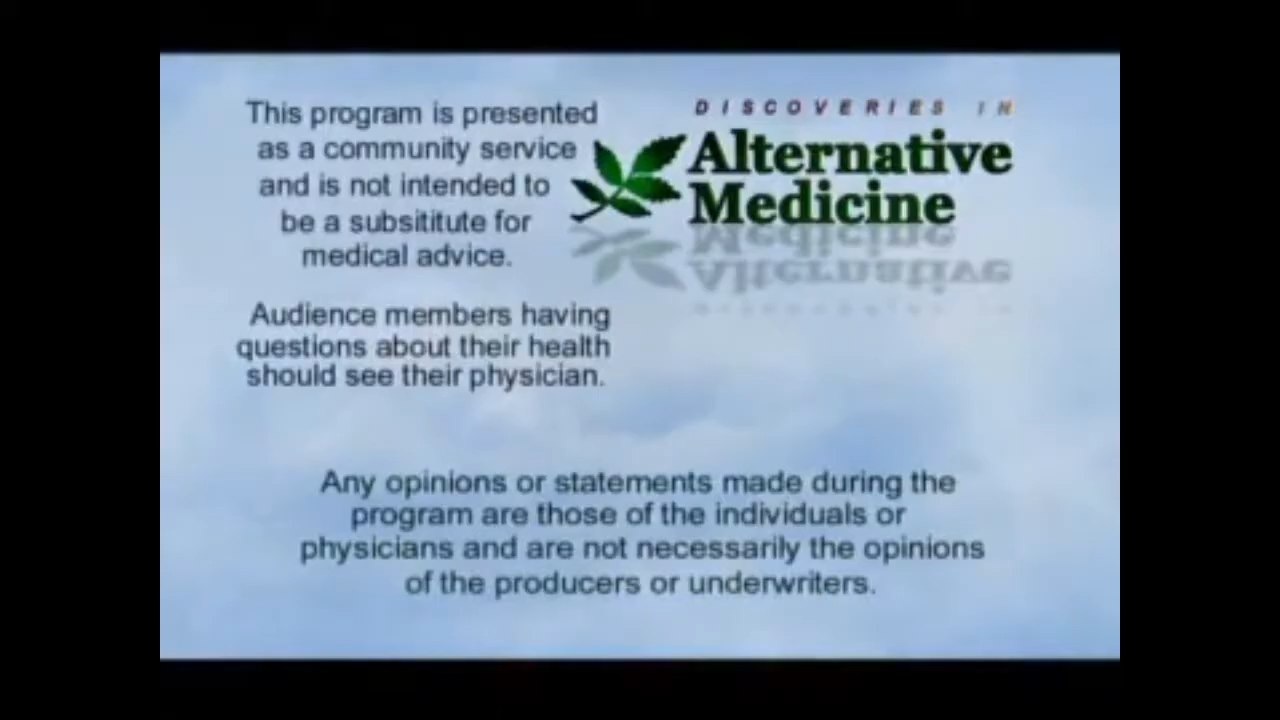 This program is presented
as a community service
and is not intended to
be a subsititute for
medical advice.
DISCOVERIES IN
Alternative
Medicine
Audience members having
questions about their health
should see their physician.
Any opinions or statements made during the
program are those of the individuals or
physicians and are not necessarily the opinions
of the producers or underwriters.